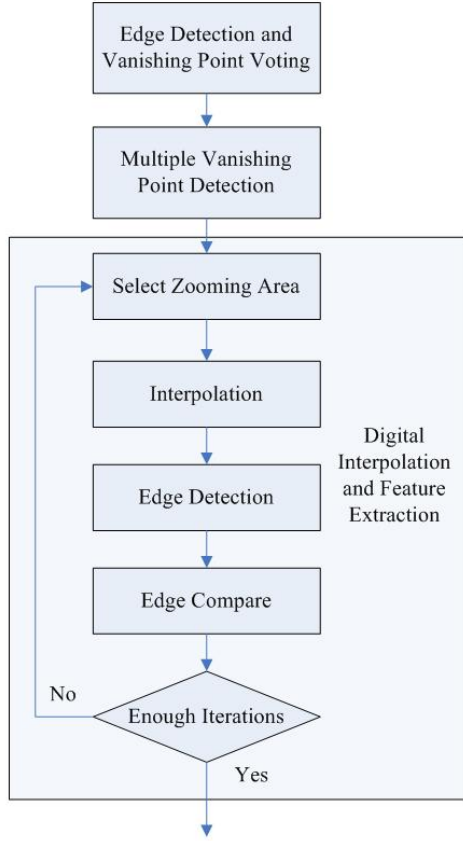 Edge Detection and
Vanishing Point Voting
Multiple Vanishing
Point Detection
Select Zooming Area
Interpolation
Digital
Interpolation
and Feature
Extraction
Edge Detection
Edge Compare
Enough Iterations
No
Yes